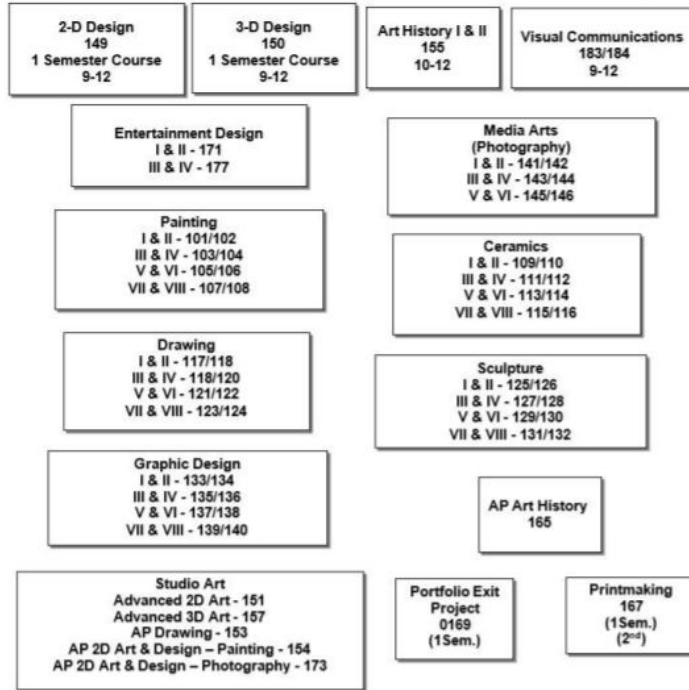 2-D Design
149
1 Semester Course
9-12
3-D Design
150
1 Semester Course
9-12
Art History I & II
155
10-12
Visual Communications
183/184
9-12
Entertainment Design
I & II - 171
III & IV - 177
Media Arts
(Photography)
I & II - 141/142
III & IV - 143/144
V & VI - 145/146
Painting
I & II - 101/102
III & IV - 103/104
V & VI - 105/106
VII & VIII - 107/108
Ceramics
I & II - 109/110
III & IV - 111/112
V & VI - 113/114
VII & VIII - 115/116
Drawing
I & II - 117/118
III & IV - 118/120
V & VI - 121/122
VII & VIII - 123/124
Sculpture
I & II - 125/126
III & IV - 127/128
V & VI - 129/130
VII & VIII - 131/132
Graphic Design
I & II - 133/134
III & IV - 135/136
V & VI - 137/138
VII & VIII - 139/140
AP Art History
165
Studio Art
Advanced 2D Art - 151
Advanced 3D Art - 157
AP Drawing - 153
AP 2D Art & Design – Painting - 154
AP 2D Art & Design – Photography - 173
Portfolio Exit
Project
0169
(1Sem.)
Printmaking
167
(1Sem.)
(2nd)